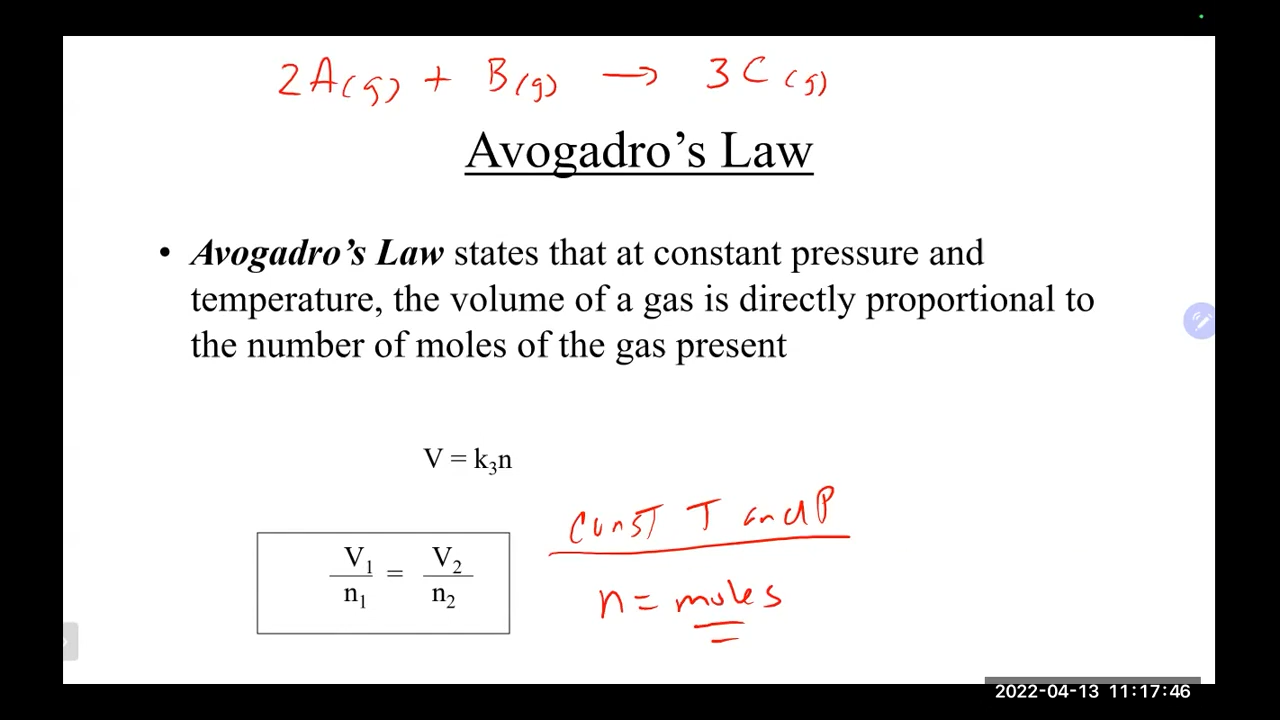 2A(g) + B(g) → 3C(g)
Avogadro's Law
• Avogadro's Law states that at constant pressure and
temperature, the volume of a gas is directly proportional to
the number of moles of the gas present
V = k₃n
const T and P
V₁/n₁ = V₂/n₂
n = moles
2022-04-13 11:17:46